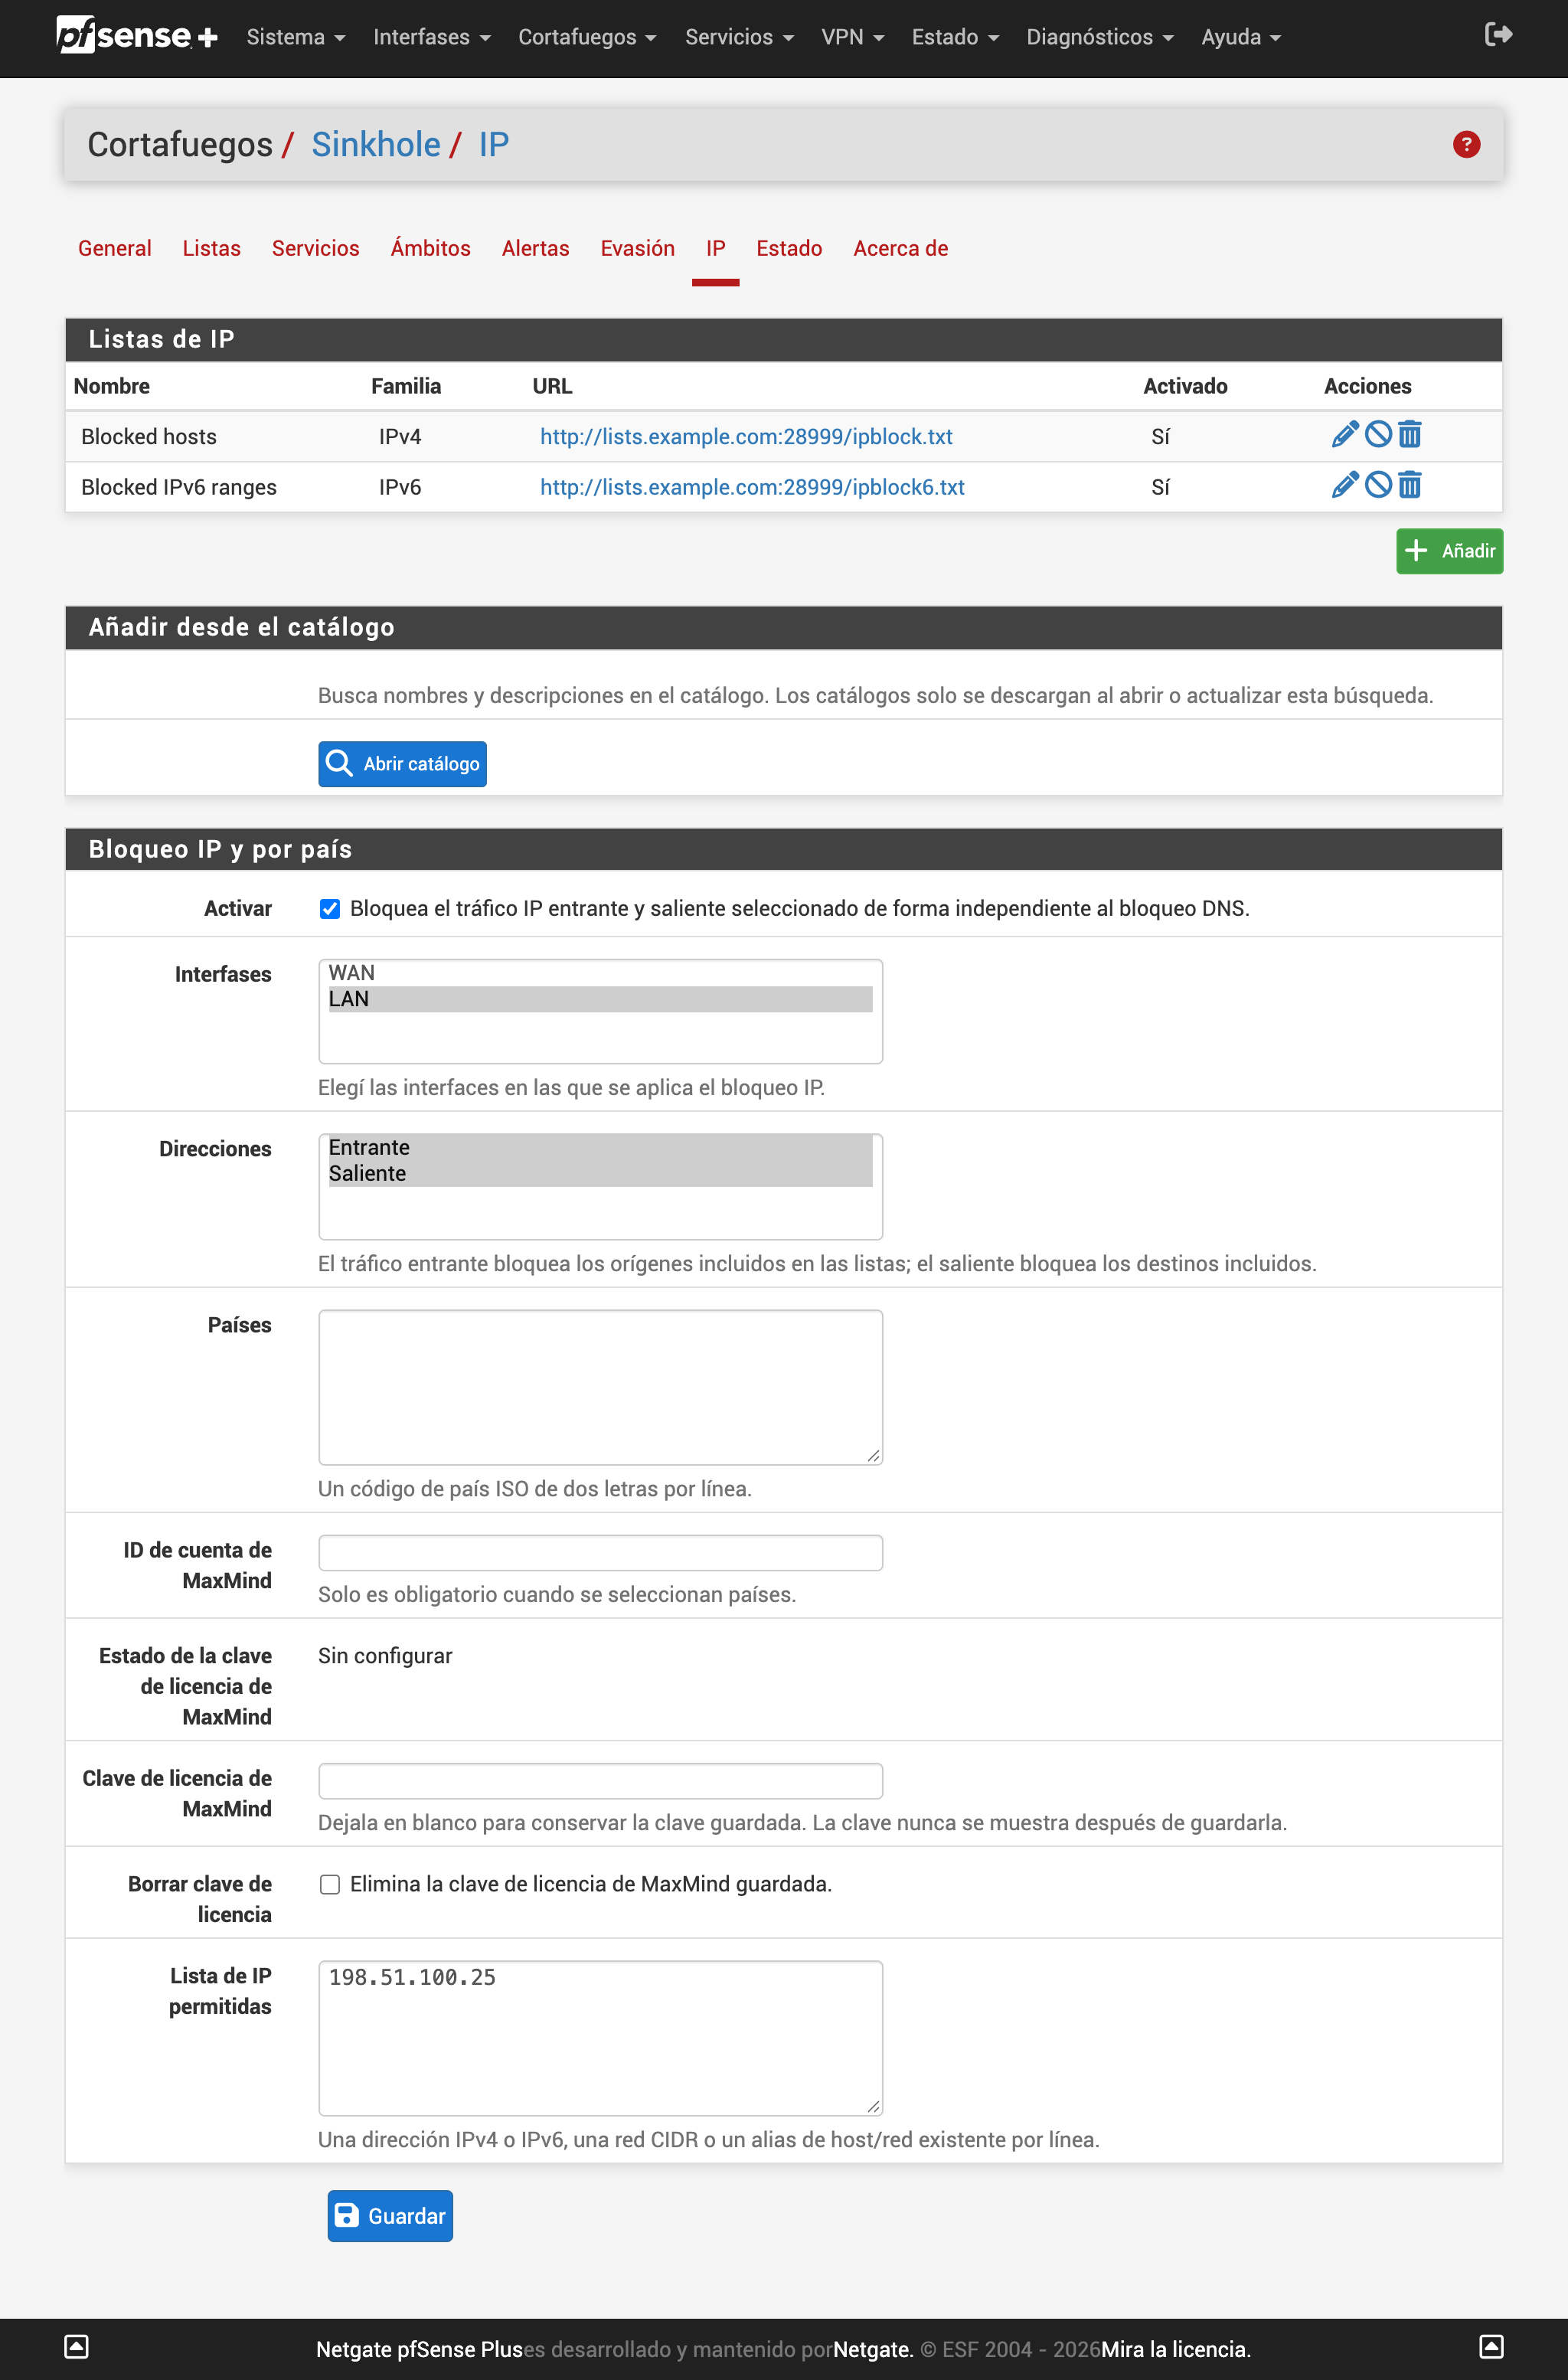 pfsense +
Sistema Interfases Cortafuegos Servicios VPN Estado Diagnósticos Ayuda
Cortafuegos / Sinkhole / IP
?
General Listas Servicios Ámbitos Alertas Evasión IP Estado Acerca de
Listas de IP
Nombre Familia URL Activado Acciones
Blocked hosts IPv4 http://lists.example.com:28999/ipblock.txt Sí
Blocked IPv6 ranges IPv6 http://lists.example.com:28999/ipblock6.txt Sí
Añadir
Añadir desde el catálogo
Busca nombres y descripciones en el catálogo. Los catálogos solo se descargan al abrir o actualizar esta búsqueda.
Abrir catálogo
Bloqueo IP y por país
Activar Bloquea el tráfico IP entrante y saliente seleccionado de forma independiente al bloqueo DNS.
Interfases
WAN
LAN
Elegí las interfaces en las que se aplica el bloqueo IP.
Direcciones
Entrante
Saliente
El tráfico entrante bloquea los orígenes incluidos en las listas; el saliente bloquea los destinos incluidos.
Países
Un código de país ISO de dos letras por línea.
ID de cuenta de
MaxMind
Solo es obligatorio cuando se seleccionan países.
Estado de la clave
de licencia de
MaxMind
Sin configurar
Clave de licencia de
MaxMind
Dejala en blanco para conservar la clave guardada. La clave nunca se muestra después de guardarla.
Borrar clave de
licencia
Elimina la clave de licencia de MaxMind guardada.
Lista de IP
permitidas
198.51.100.25
Una dirección IPv4 o IPv6, una red CIDR o un alias de host/red existente por línea.
Guardar
Netgate pfSense Pluses desarrollado y mantenido porNetgate. © ESF 2004 - 2026Mira la licencia.